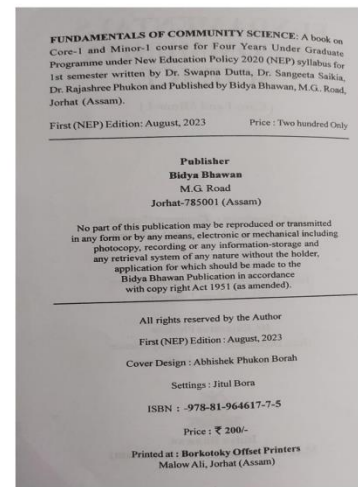 FUNDAMENTALS OF COMMUNITY SCIENCE: A book on
Core-1 and Minor-1 course for Four Years Under Graduate
Programme under New Education Policy 2020 (NEP) syllabus for
1st semester written by Dr. Swapna Dutta, Dr. Sangeeta Saikia,
Dr. Rajashree Phukon and Published by Bidya Bhawan, M.G. Road,
Jorhat (Assam).
First (NEP) Edition: August, 2023 Price : Two hundred Only
Publisher
Bidya Bhawan
M.G. Road
Jorhat-785001 (Assam)
No part of this publication may be reproduced or transmitted
in any form or by any means, electronic or mechanical including
photocopy, recording or any information-storage and
any retrieval system of any nature without the holder,
application for which should be made to the
Bidya Bhawan Publication in accordance
with copy right Act 1951 (as amended).
All rights reserved by the Author
First (NEP) Edition : August, 2023
Cover Design : Abhishek Phukon Borah
Settings : Jitul Bora
ISBN : -978-81-964617-7-5
Price : ₹ 200/-
Printed at : Borkotoky Offset Printers
Malow Ali, Jorhat (Assam)